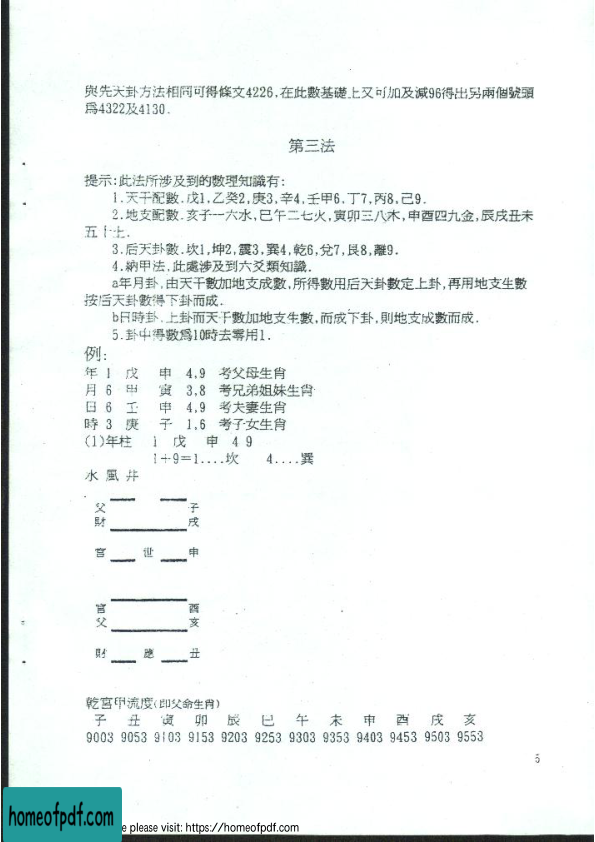 與先天卦方法相同可得條文4226,在此數基礎上又可加及減96得出另兩個號頭
爲4322及4130.
第三法
提示:此法所涉及到的數理知識有:
1.天干配數.戊1,乙癸2,庚3,辛4,壬甲6,丁7,丙8,己9.
2.地支配數.亥子一六水,巳午二七火,寅卯三八木,申酉四九金,辰戌丑未
五十土.
3.后天卦數.坎1,坤2,震3,巽4,乾6,兌7,艮8,離9.
4.納甲法.此處涉及到六爻類知識.
a年月卦,由天干數加地支成數,所得數用后天卦數定上卦,再用地支生數
按后天卦數得下卦而成.
b日時卦.上卦而天干數加地支生數,而成下卦,則地支成數而成.
5.卦中得數爲10時去零用1.
例:
年 1 戊 申 4,9 考父母生肖
月 6 甲 寅 3,8 考兄弟姐妹生肖
日 6 壬 申 4,9 考夫妻生肖
時 3 庚 子 1,6 考子女生肖
(1)年柱 1 戊 申 4 9
1+9=1....坎 4....巽
水風井
父 子
財 戌
官 世 申
官 酉
父 亥
財 應 丑
乾宮甲流度(即父命生肖)
子 丑 寅 卯 辰 巳 午 未 申 酉 戌 亥
9003 9053 9103 9153 9203 9253 9303 9353 9403 9453 9503 9553
5
homeofpdf.com
e please visit: https://homeofpdf.com